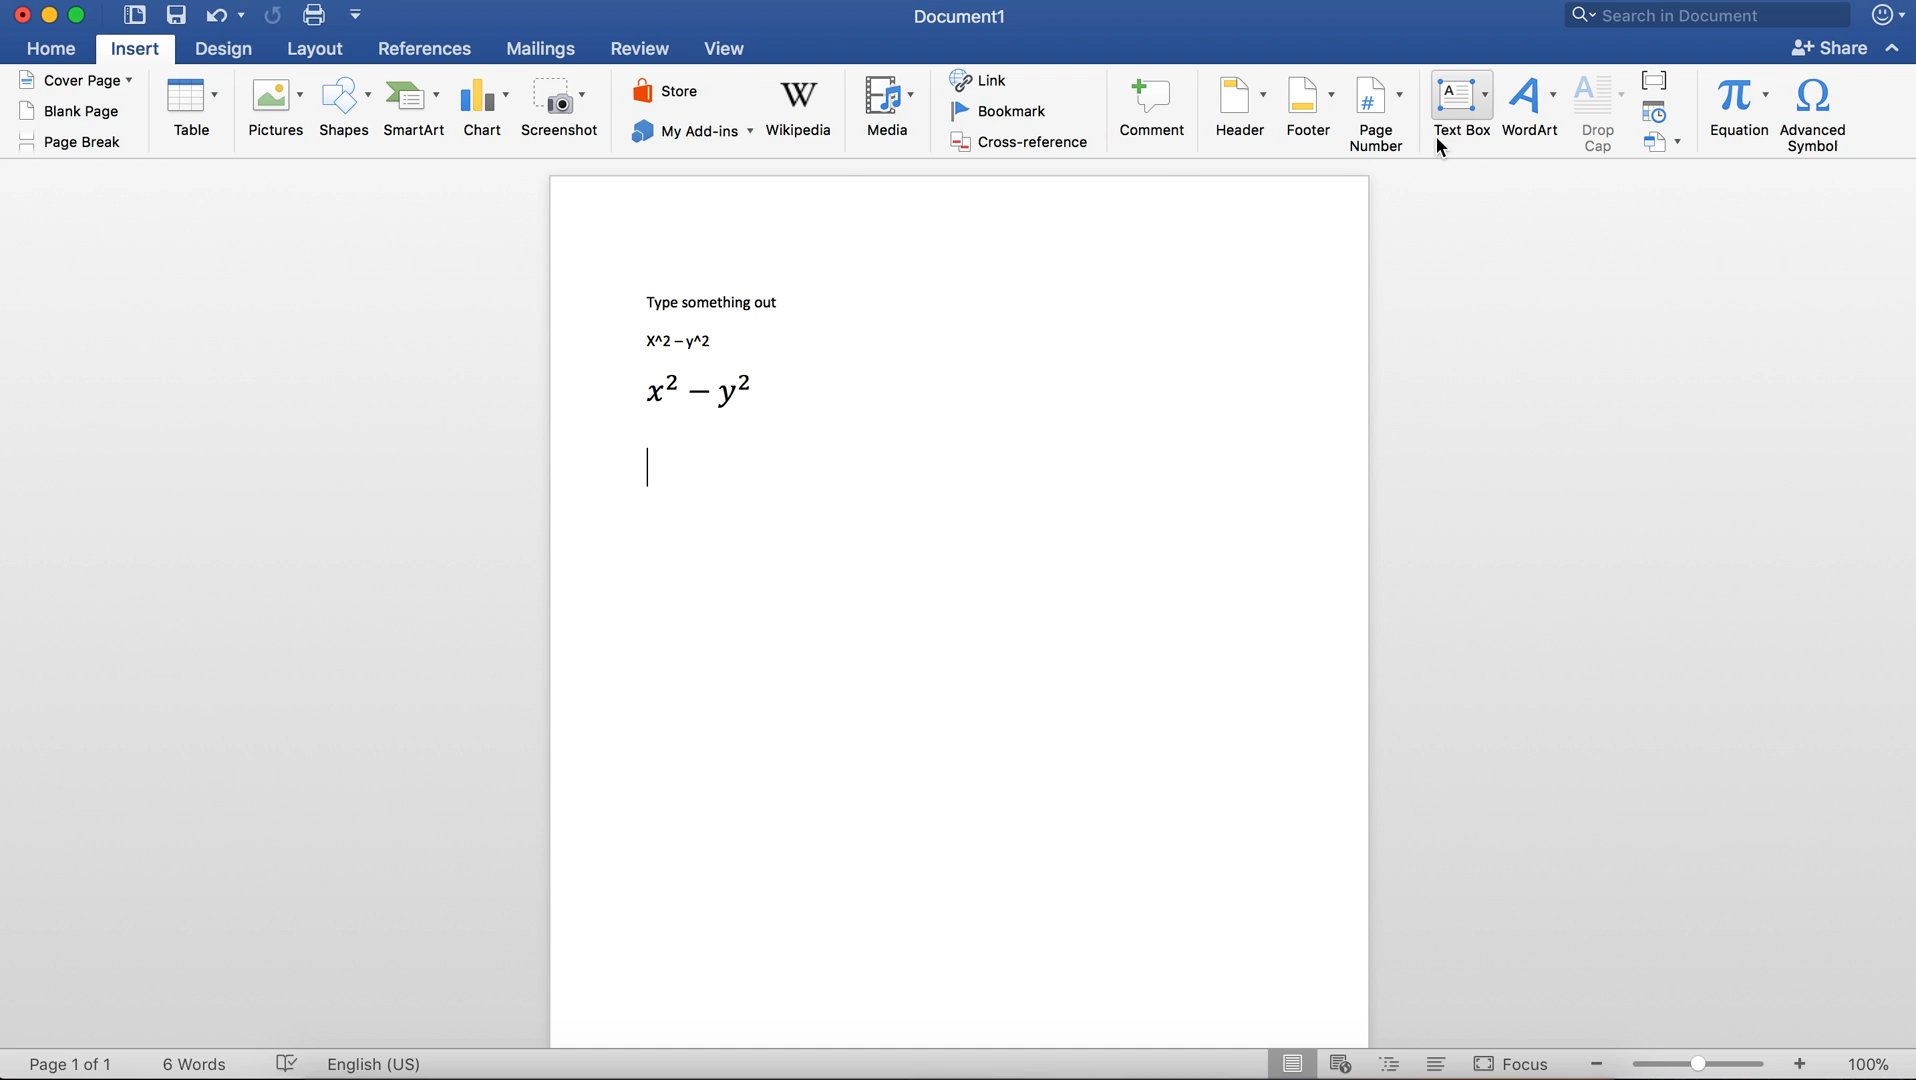 Document1
Search in Document
Home Insert Design Layout References Mailings Review View Share
Cover Page
Blank Page
Page Break
Table
Pictures
Shapes
SmartArt
Chart
Screenshot
Store
My Add-ins
W
Wikipedia
Media
Link
Bookmark
Cross-reference
Comment
Header
Footer
#
Page
Number
A
Text Box
A
WordArt
A
Drop
Cap
π
Equation
Ω
Advanced
Symbol
Type something out
X^2 – y^2
x² − y²
Page 1 of 1 6 Words English (US) Focus 100%